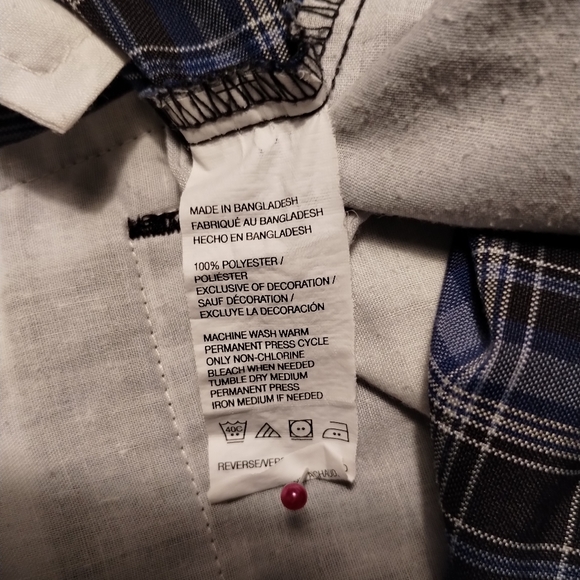 MADE IN BANGLADESH
FABRIQUÉ AU BANGLADESH
HECHO EN BANGLADESH
100% POLYESTER /
POLIÉSTER
EXCLUSIVE OF DECORATION /
SAUF DÉCORATION /
EXCLUYE LA DECORACIÓN
MACHINE WASH WARM
PERMANENT PRESS CYCLE
ONLY NON-CHLORINE
BLEACH WHEN NEEDED
TUMBLE DRY MEDIUM
PERMANENT PRESS
IRON MEDIUM IF NEEDED
40C